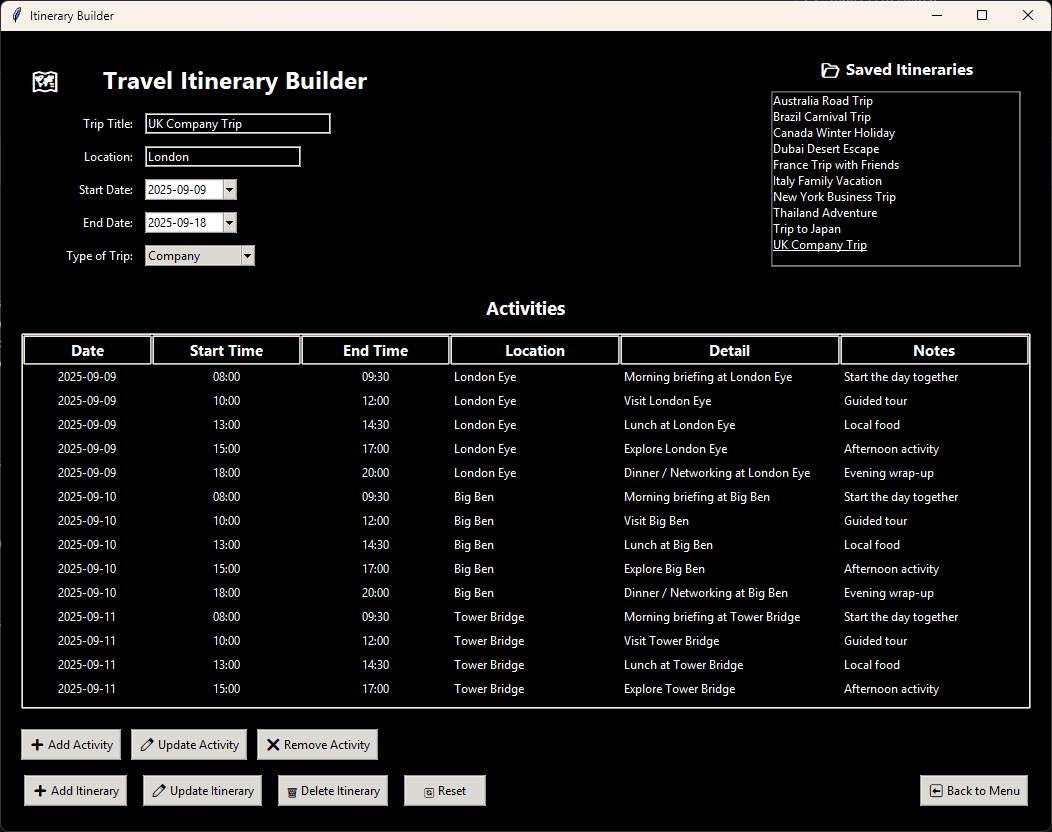 Itinerary Builder
Travel Itinerary Builder
Trip Title: UK Company Trip
Location: London
Start Date: 2025-09-09
End Date: 2025-09-18
Type of Trip: Company
Saved Itineraries
Australia Road Trip
Brazil Carnival Trip
Canada Winter Holiday
Dubai Desert Escape
France Trip with Friends
Italy Family Vacation
New York Business Trip
Thailand Adventure
Trip to Japan
UK Company Trip
Activities
Date Start Time End Time Location Detail Notes
2025-09-09 08:00 09:30 London Eye Morning briefing at London Eye Start the day together
2025-09-09 10:00 12:00 London Eye Visit London Eye Guided tour
2025-09-09 13:00 14:30 London Eye Lunch at London Eye Local food
2025-09-09 15:00 17:00 London Eye Explore London Eye Afternoon activity
2025-09-09 18:00 20:00 London Eye Dinner / Networking at London Eye Evening wrap-up
2025-09-10 08:00 09:30 Big Ben Morning briefing at Big Ben Start the day together
2025-09-10 10:00 12:00 Big Ben Visit Big Ben Guided tour
2025-09-10 13:00 14:30 Big Ben Lunch at Big Ben Local food
2025-09-10 15:00 17:00 Big Ben Explore Big Ben Afternoon activity
2025-09-10 18:00 20:00 Big Ben Dinner / Networking at Big Ben Evening wrap-up
2025-09-11 08:00 09:30 Tower Bridge Morning briefing at Tower Bridge Start the day together
2025-09-11 10:00 12:00 Tower Bridge Visit Tower Bridge Guided tour
2025-09-11 13:00 14:30 Tower Bridge Lunch at Tower Bridge Local food
2025-09-11 15:00 17:00 Tower Bridge Explore Tower Bridge Afternoon activity
Add Activity Update Activity Remove Activity
Add Itinerary Update Itinerary Delete Itinerary Reset Back to Menu